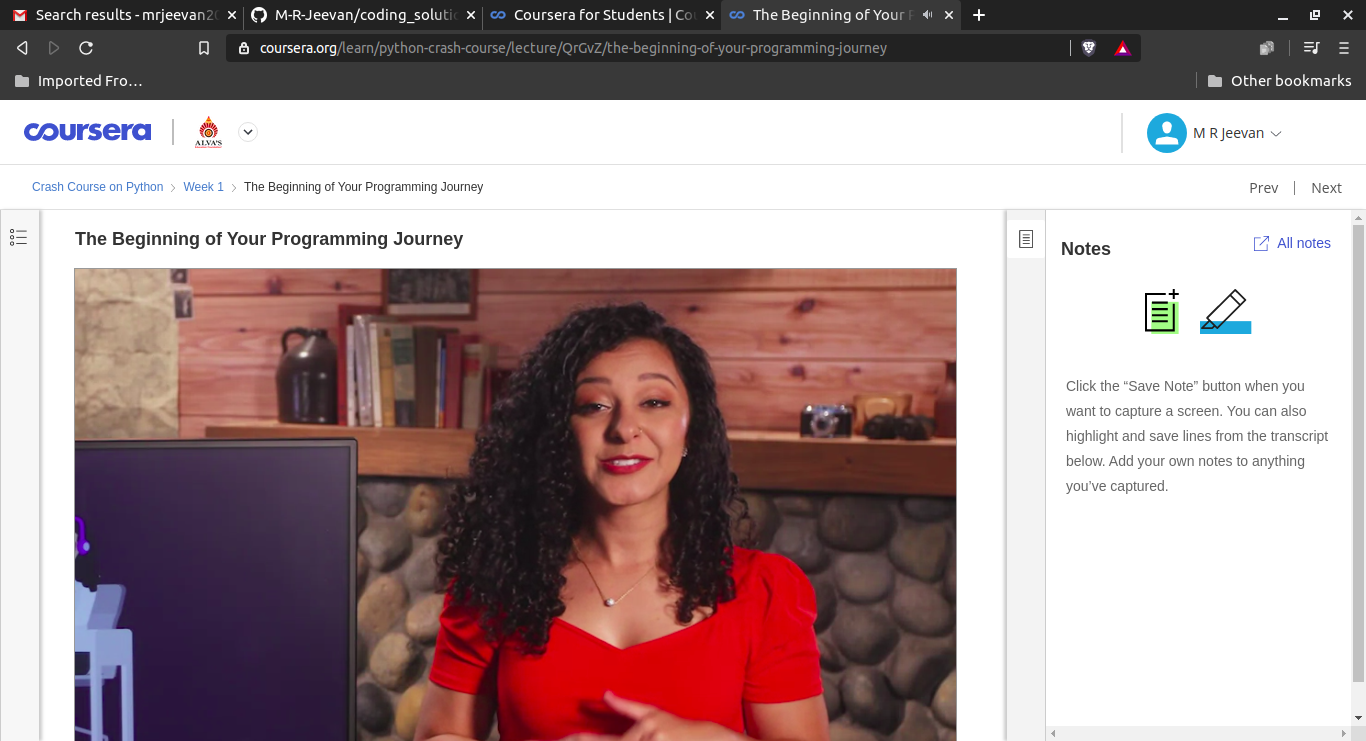 Search results - mrjeevan20
M-R-Jeevan/coding_solutio
Coursera for Students | Cou
The Beginning of Your P
coursera.org/learn/python-crash-course/lecture/QrGvZ/the-beginning-of-your-programming-journey
Imported Fro…
Other bookmarks
coursera
ALVA'S
M R Jeevan
Crash Course on Python
Week 1
The Beginning of Your Programming Journey
Prev
Next
The Beginning of Your Programming Journey
Notes
All notes
Click the “Save Note” button when you
want to capture a screen. You can also
highlight and save lines from the transcript
below. Add your own notes to anything
you’ve captured.